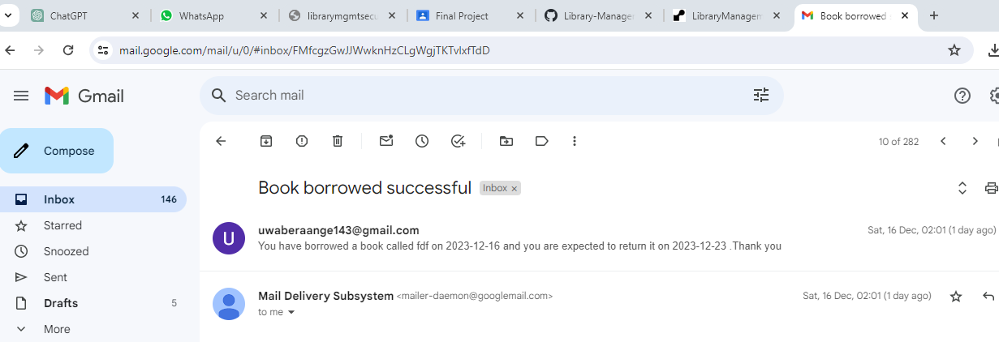 ChatGPT WhatsApp librarymgmtsecu Final Project Library-Manage LibraryManagem Book borrowed s
mail.google.com/mail/u/0/#inbox/FMfcgzGwJJWwknHzCLgWgjTKTvlxfTdD
Gmail Search mail
Compose 10 of 282
Book borrowed successful Inbox ×
Inbox 146
Starred U uwaberaange143@gmail.com Sat, 16 Dec, 02:01 (1 day ago)
You have borrowed a book called fdf on 2023-12-16 and you are expected to return it on 2023-12-23 .Thank you
Snoozed
Sent
Drafts 5 Mail Delivery Subsystem <mailer-daemon@googlemail.com> Sat, 16 Dec, 02:01 (1 day ago)
to me
More